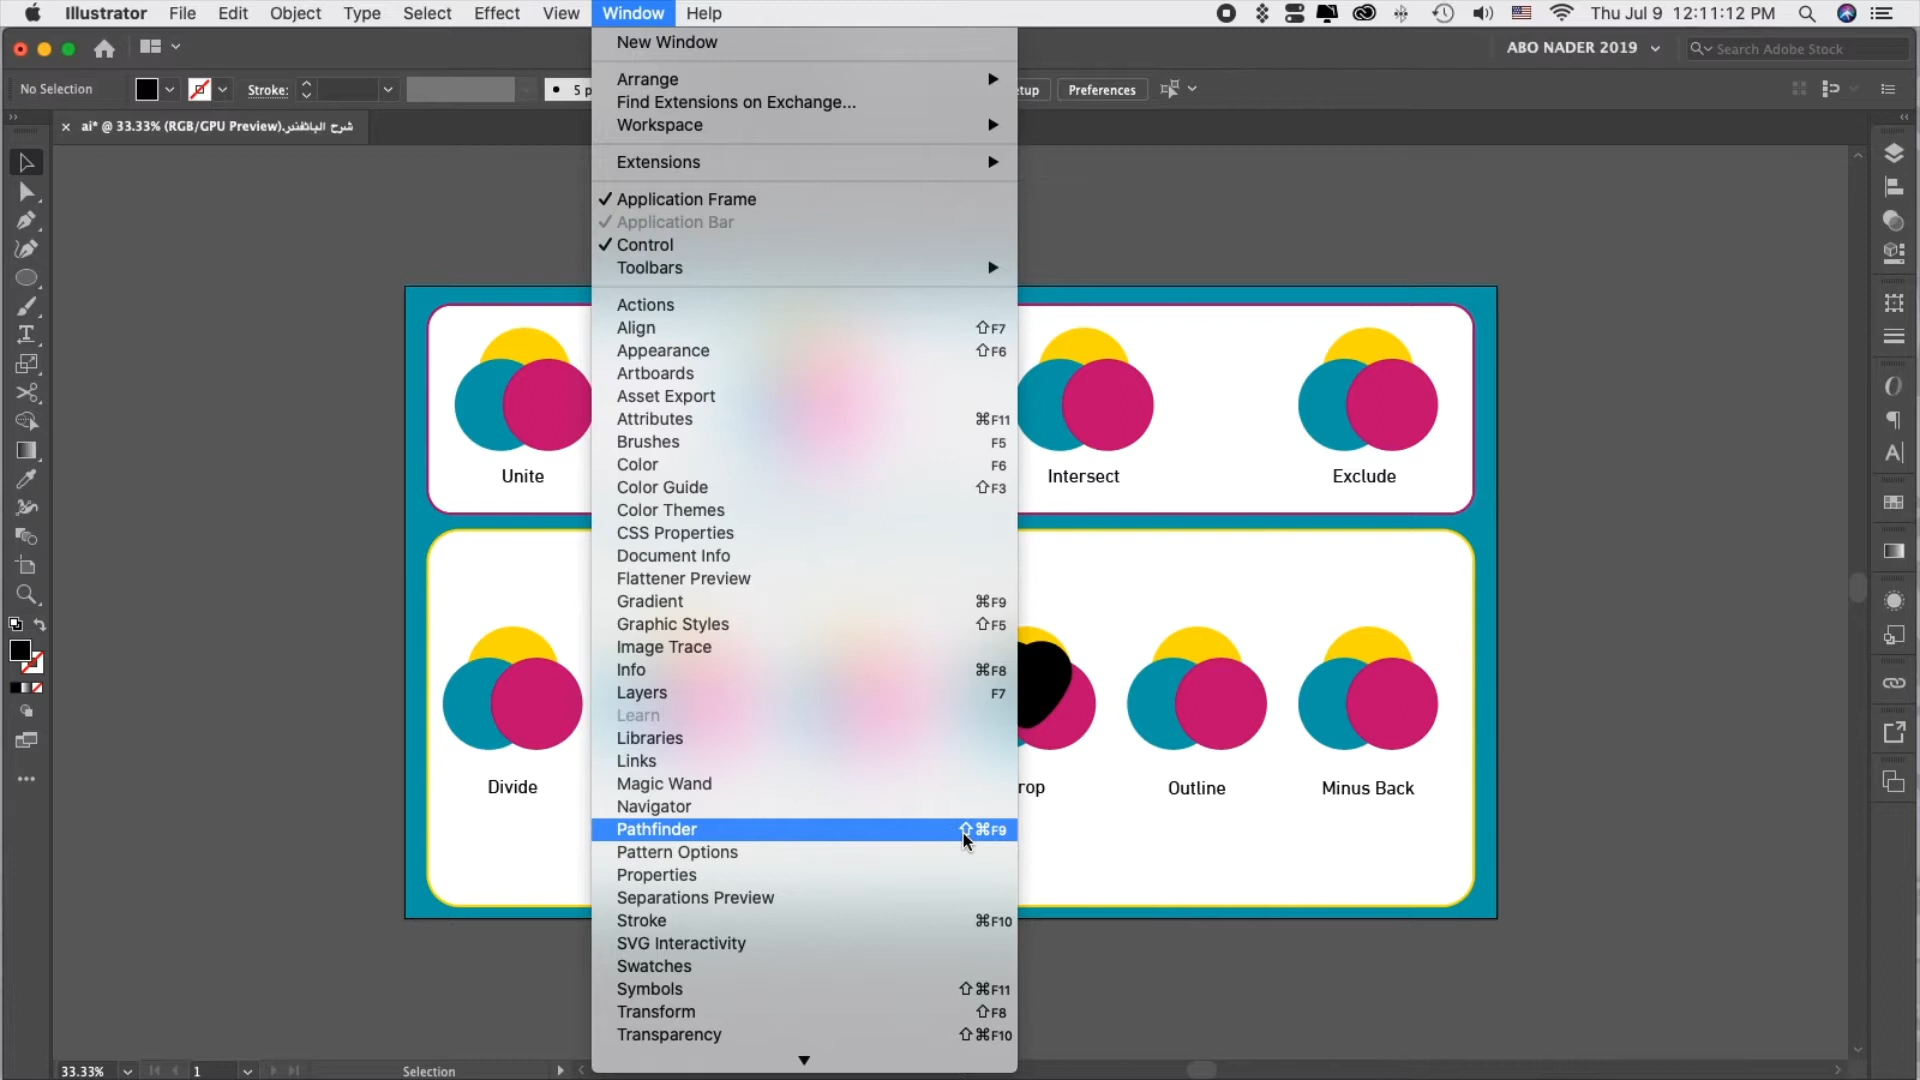 Illustrator File Edit Object Type Select Effect View Window Help
Thu Jul 9 12:11:12 PM
ABO NADER 2019
Search Adobe Stock
No Selection
Stroke:
5 p
etup
Preferences
ai* @ 33.33% (RGB/GPU Preview).شرح الباثفندر
New Window
Arrange
Find Extensions on Exchange...
Workspace
Extensions
Application Frame
Application Bar
Control
Toolbars
Actions
Align ⇧F7
Appearance ⇧F6
Artboards
Asset Export
Attributes ⌘F11
Brushes F5
Color F6
Color Guide ⇧F3
Color Themes
CSS Properties
Document Info
Flattener Preview
Gradient ⌘F9
Graphic Styles ⇧F5
Image Trace
Info ⌘F8
Layers F7
Learn
Libraries
Links
Magic Wand
Navigator
Pathfinder ⇧⌘F9
Pattern Options
Properties
Separations Preview
Stroke ⌘F10
SVG Interactivity
Swatches
Symbols ⇧⌘F11
Transform ⇧F8
Transparency ⇧⌘F10
Unite
Intersect
Exclude
Divide
rop
Outline
Minus Back
33.33%
1
Selection